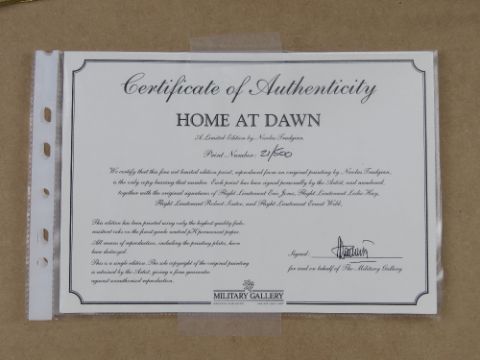 Certificate of Authenticity
HOME AT DAWN
A Limited Edition by Nicolas Trudgian
Print Number: 21/500
We certify that this fine art limited edition print, reproduced from an original painting by Nicolas Trudgian,
is the only copy bearing that number. Each print has been signed personally by the Artist, and numbered,
together with the original signatures of Flight Lieutenant Jones, Flight Lieutenant Leslie Hay,
Flight Lieutenant Robert and Flight Lieutenant Ernest Webb.
This edition has been printed using only the highest quality fade-
resistant inks on the finest grade neutral pH permanent paper.
All means of reproduction, including the printing plates, have
been destroyed.
This is a single edition. The sole copyright of the original painting
is retained by the Artist, giving a firm guarantee
against unauthorised reproduction.
Signed
for and on behalf of The Military Gallery
MILITARY GALLERY